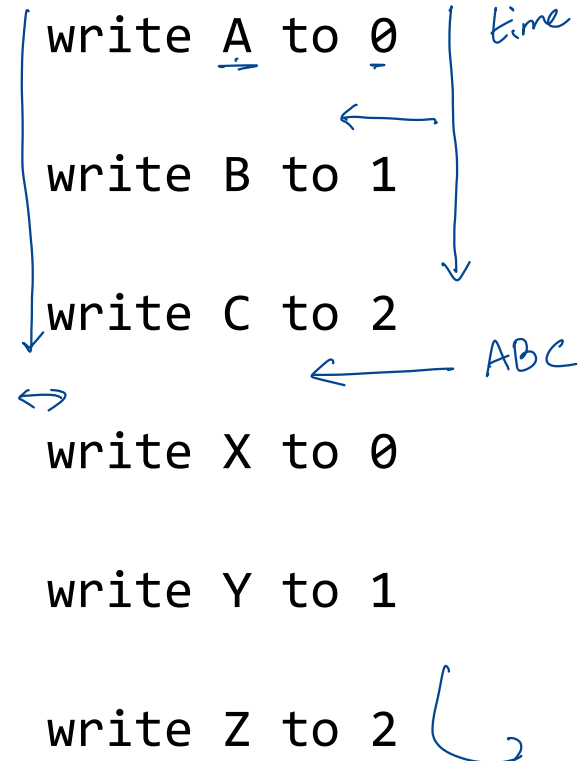 write A to 0 time
write B to 1
write C to 2
ABC
write X to 0
write Y to 1
write Z to 2